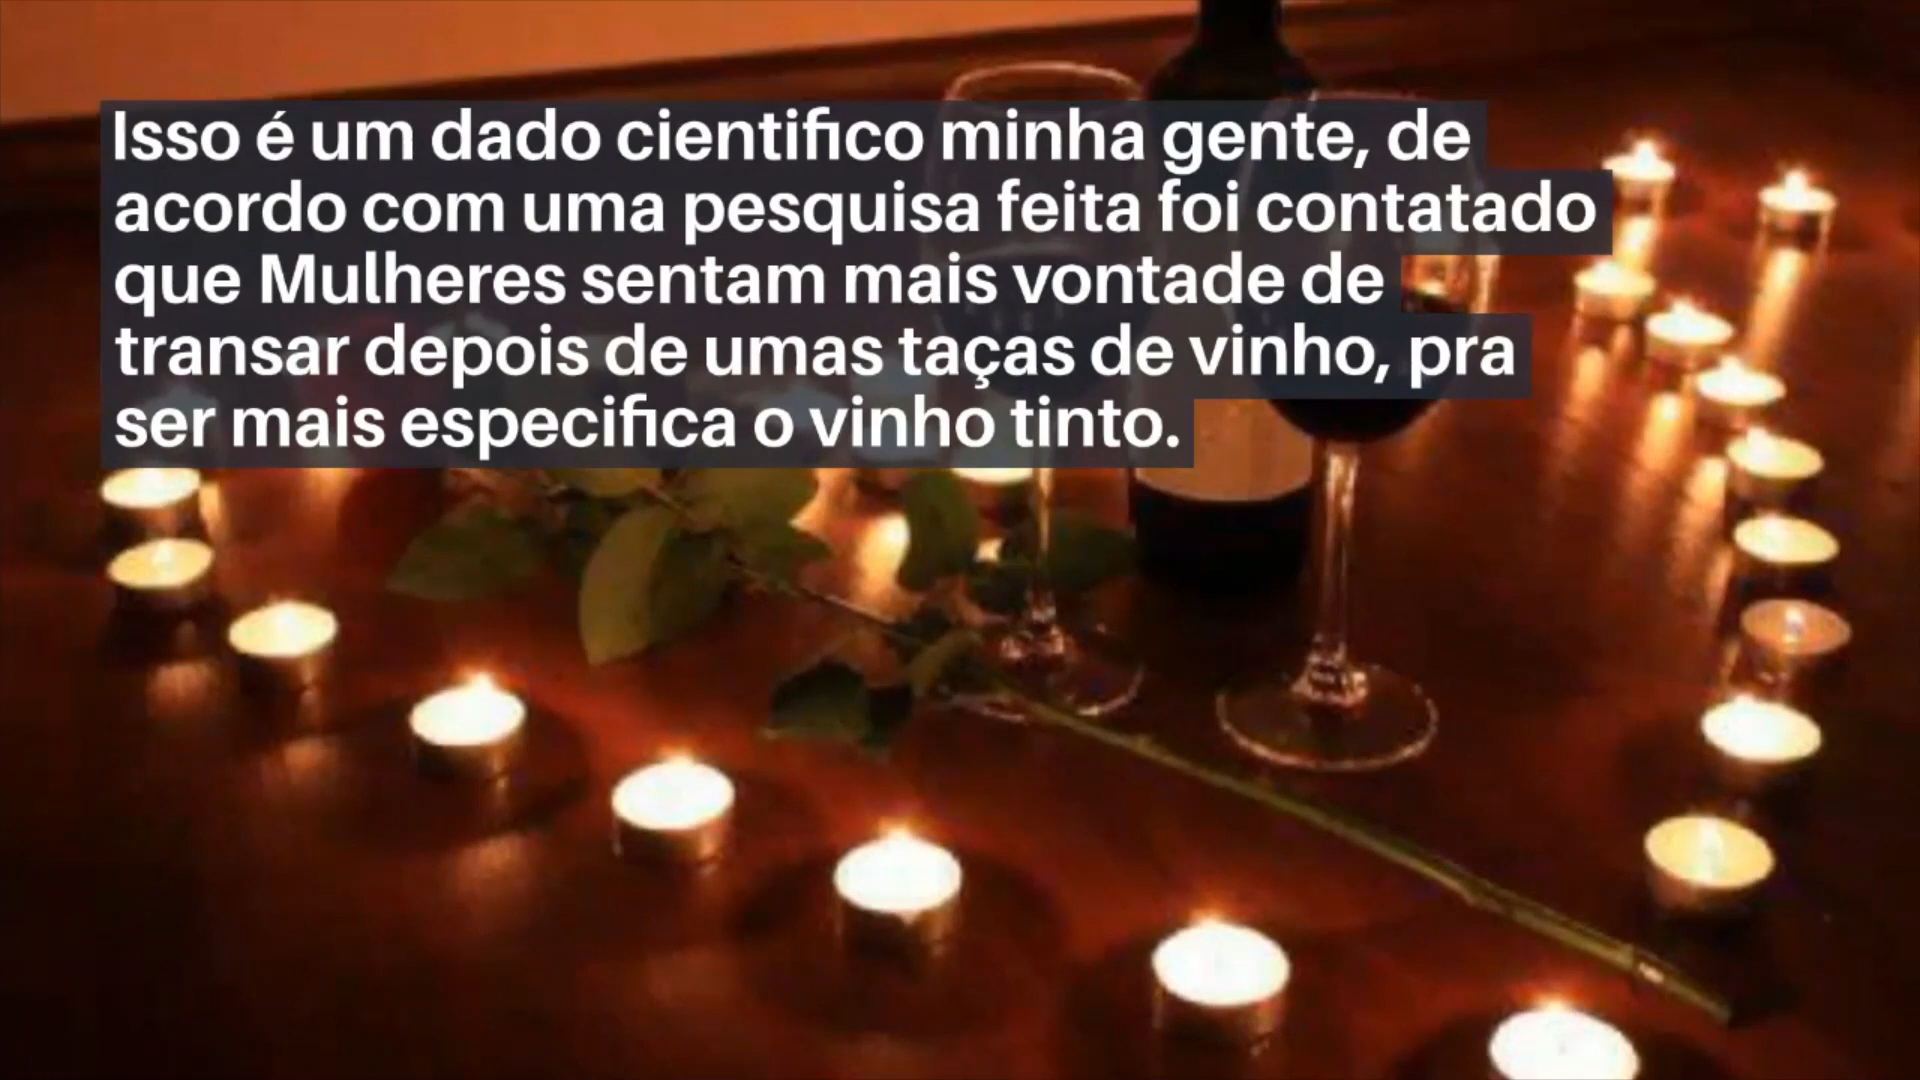 Isso é um dado cientifico minha gente, de
acordo com uma pesquisa feita foi contatado
que Mulheres sentam mais vontade de
transar depois de umas taças de vinho, pra
ser mais especifica o vinho tinto.